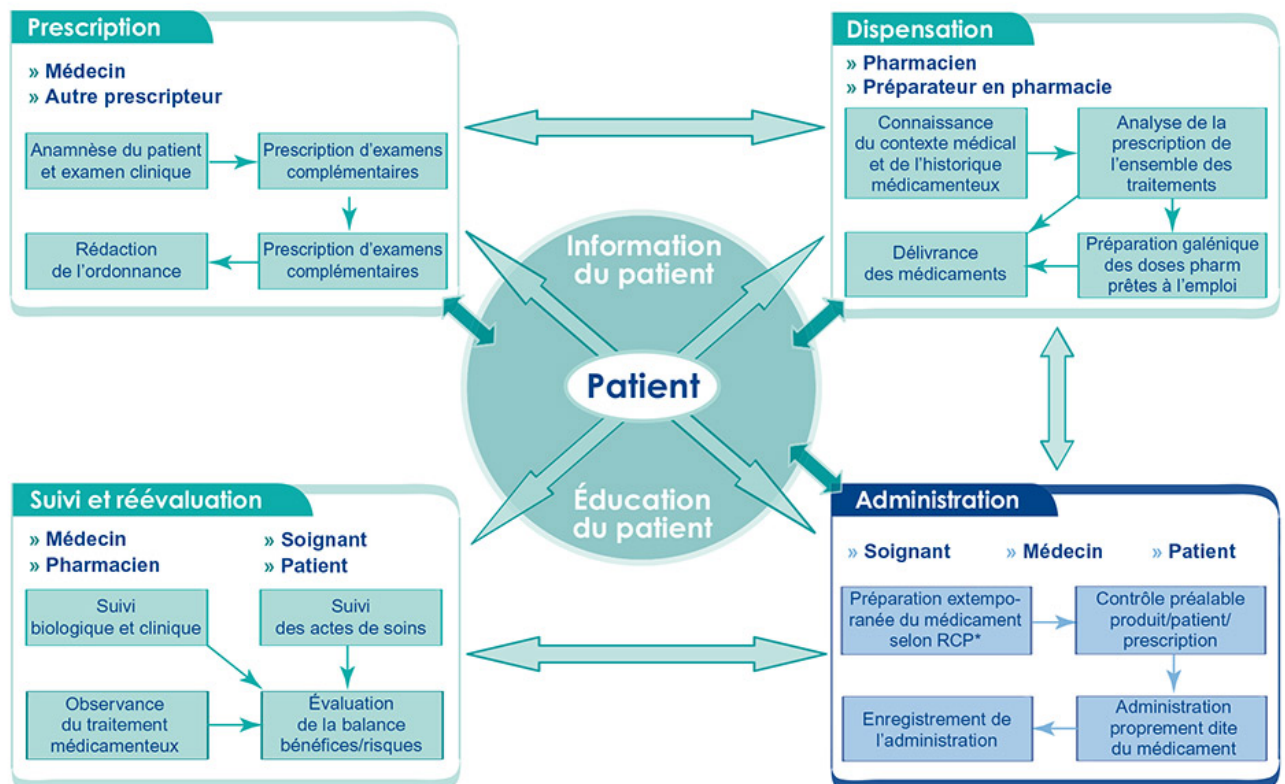 Prescription
» Médecin
» Autre prescripteur
Anamnèse du patient
et examen clinique
Prescription d'examens
complémentaires
Rédaction
de l'ordonnance
Prescription d'examens
complémentaires
Dispensation
» Pharmacien
» Préparateur en pharmacie
Connaissance
du contexte médical
et de l'historique
médicamenteux
Analyse de la
prescription de
l'ensemble des
traitements
Délivrance
des médicaments
Préparation galénique
des doses pharm
prêtes à l'emploi
Information
du patient
Patient
Éducation
du patient
Suivi et réévaluation
» Médecin
» Pharmacien
» Soignant
» Patient
Suivi
biologique et clinique
Suivi
des actes de soins
Observance
du traitement
médicamenteux
Évaluation
de la balance
bénéfices/risques
Administration
» Soignant
» Médecin
» Patient
Préparation extempo-
ranée du médicament
selon RCP*
Contrôle préalable
produit/patient/
prescription
Enregistrement de
l'administration
Administration
proprement dite
du médicament